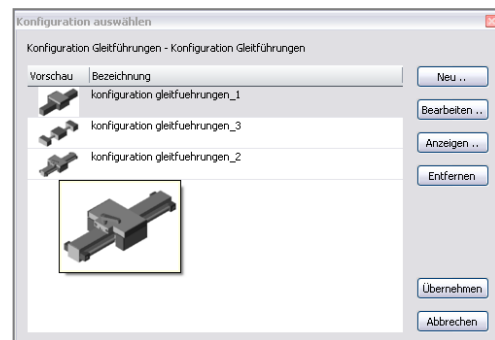 Konfiguration auswählen
Konfiguration Gleitführungen - Konfiguration Gleitführungen
Vorschau Bezeichnung
konfiguration gleitfuehrungen_1
konfiguration gleitfuehrungen_3
konfiguration gleitfuehrungen_2
Neu ..
Bearbeiten ..
Anzeigen ..
Entfernen
Übernehmen
Abbrechen